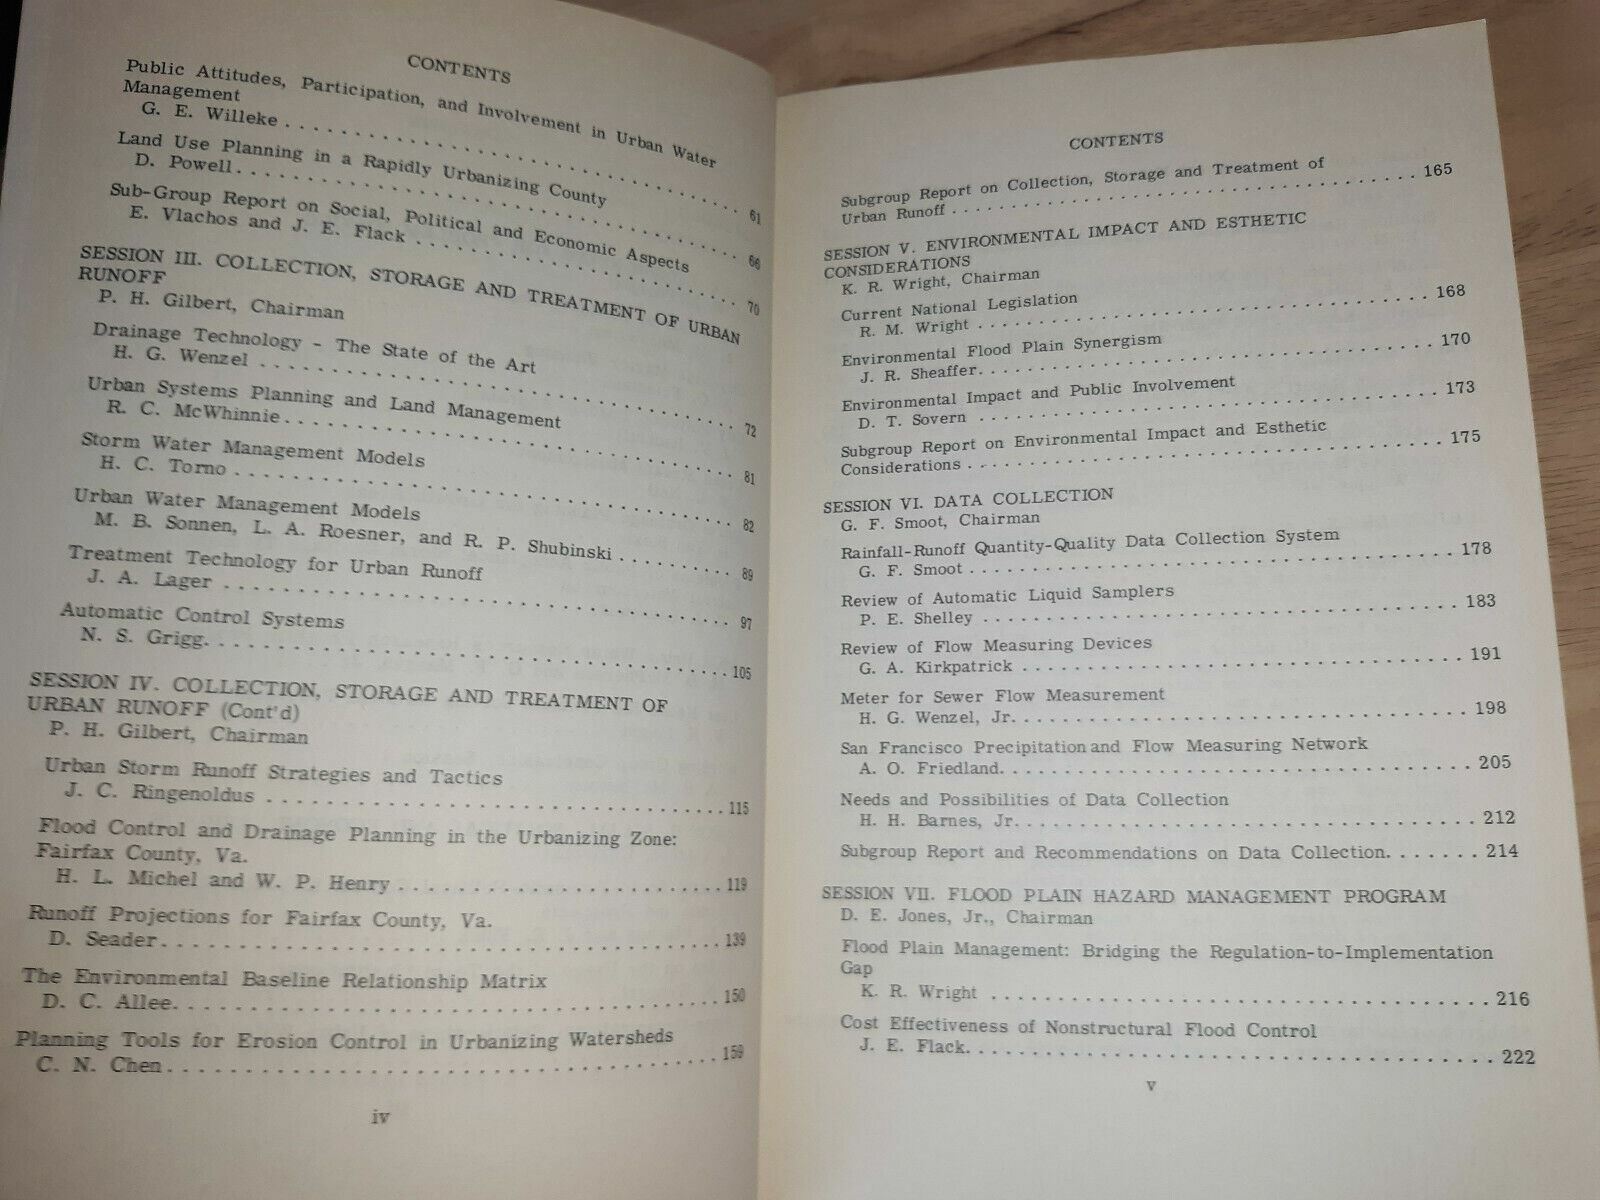 CONTENTS
Public Attitudes, Participation, and Involvement in Urban Water
Management
G. E. Willeke . . . . . . . . . . 61
Land Use Planning in a Rapidly Urbanizing County
D. Powell . . . . . . . . . . 66
Sub-Group Report on Social, Political and Economic Aspects
E. Vlachos and J. E. Flack . . . . . . . . . . 70
SESSION III. COLLECTION, STORAGE AND TREATMENT OF URBAN
RUNOFF
P. H. Gilbert, Chairman
Drainage Technology - The State of the Art
H. G. Wenzel . . . . . . . . . . 72
Urban Systems Planning and Land Management
R. C. McWhinnie . . . . . . . . . . 81
Storm Water Management Models
H. C. Torno . . . . . . . . . . 82
Urban Water Management Models
M. B. Sonnen, L. A. Roesner, and R. P. Shubinski . . . . . . . . . . 89
Treatment Technology for Urban Runoff
J. A. Lager . . . . . . . . . . 97
Automatic Control Systems
N. S. Grigg . . . . . . . . . . 105
SESSION IV. COLLECTION, STORAGE AND TREATMENT OF
URBAN RUNOFF (Cont'd)
P. H. Gilbert, Chairman
Urban Storm Runoff Strategies and Tactics
J. C. Ringenoldus . . . . . . . . . . 115
Flood Control and Drainage Planning in the Urbanizing Zone:
Fairfax County, Va.
H. L. Michel and W. P. Henry . . . . . . . . . . 119
Runoff Projections for Fairfax County, Va.
D. Seader . . . . . . . . . . 139
The Environmental Baseline Relationship Matrix
D. C. Allee . . . . . . . . . . 150
Planning Tools for Erosion Control in Urbanizing Watersheds
C. N. Chen . . . . . . . . . . 159
iv
CONTENTS
Subgroup Report on Collection, Storage and Treatment of
Urban Runoff . . . . . . . . . . 165
SESSION V. ENVIRONMENTAL IMPACT AND ESTHETIC
CONSIDERATIONS
K. R. Wright, Chairman
Current National Legislation
R. M. Wright . . . . . . . . . . 168
Environmental Flood Plain Synergism
J. R. Sheaffer . . . . . . . . . . 170
Environmental Impact and Public Involvement
D. T. Sovern . . . . . . . . . . 173
Subgroup Report on Environmental Impact and Esthetic
Considerations . . . . . . . . . . 175
SESSION VI. DATA COLLECTION
G. F. Smoot, Chairman
Rainfall-Runoff Quantity-Quality Data Collection System
G. F. Smoot . . . . . . . . . . 178
Review of Automatic Liquid Samplers
P. E. Shelley . . . . . . . . . . 183
Review of Flow Measuring Devices
G. A. Kirkpatrick . . . . . . . . . . 191
Meter for Sewer Flow Measurement
H. G. Wenzel, Jr. . . . . . . . . . . 198
San Francisco Precipitation and Flow Measuring Network
A. O. Friedland . . . . . . . . . . 205
Needs and Possibilities of Data Collection
H. H. Barnes, Jr. . . . . . . . . . . 212
Subgroup Report and Recommendations on Data Collection . . . . . . . 214
SESSION VII. FLOOD PLAIN HAZARD MANAGEMENT PROGRAM
D. E. Jones, Jr., Chairman
Flood Plain Management: Bridging the Regulation-to-Implementation
Gap
K. R. Wright . . . . . . . . . . 216
Cost Effectiveness of Nonstructural Flood Control
J. E. Flack . . . . . . . . . . 222
v